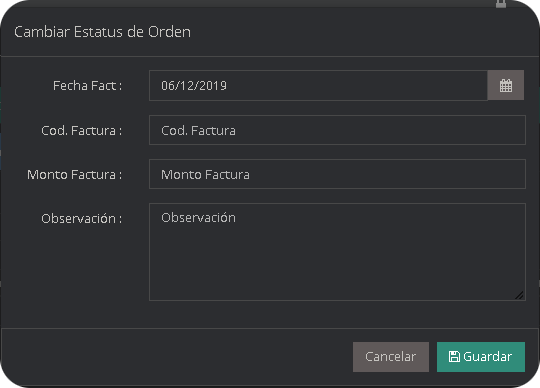 Cambiar Estatus de Orden
Fecha Fact : 06/12/2019
Cod. Factura : Cod. Factura
Monto Factura : Monto Factura
Observación : Observación
Cancelar Guardar